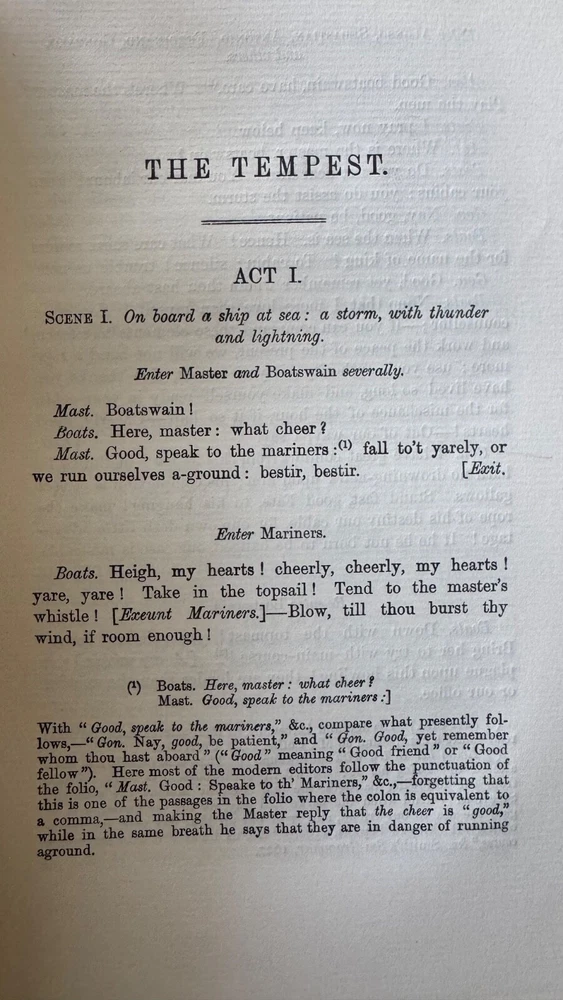 THE TEMPEST.
ACT I.
SCENE I. On board a ship at sea: a storm, with thunder
and lightning.
Enter Master and Boatswain severally.
Mast. Boatswain!
Boats. Here, master: what cheer?
Mast. Good, speak to the mariners:(1) fall to't yarely, or
we run ourselves a-ground: bestir, bestir. [Exit.
Enter Mariners.
Boats. Heigh, my hearts! cheerly, cheerly, my hearts!
yare, yare! Take in the topsail! Tend to the master's
whistle! [Exeunt Mariners.]—Blow, till thou burst thy
wind, if room enough!
(1) Boats. Here, master: what cheer?
Mast. Good, speak to the mariners:]
With "Good, speak to the mariners," &c., compare what presently fol-
lows,—"Gon. Nay, good, be patient," and "Gon. Good, yet remember
whom thou hast aboard" ("Good" meaning "Good friend" or "Good
fellow"). Here most of the modern editors follow the punctuation of
the folio, "Mast. Good: Speake to th' Mariners," &c.,—forgetting that
this is one of the passages in the folio where the colon is equivalent to
a comma,—and making the Master reply that the cheer is "good,"
while in the same breath he says that they are in danger of running
aground.